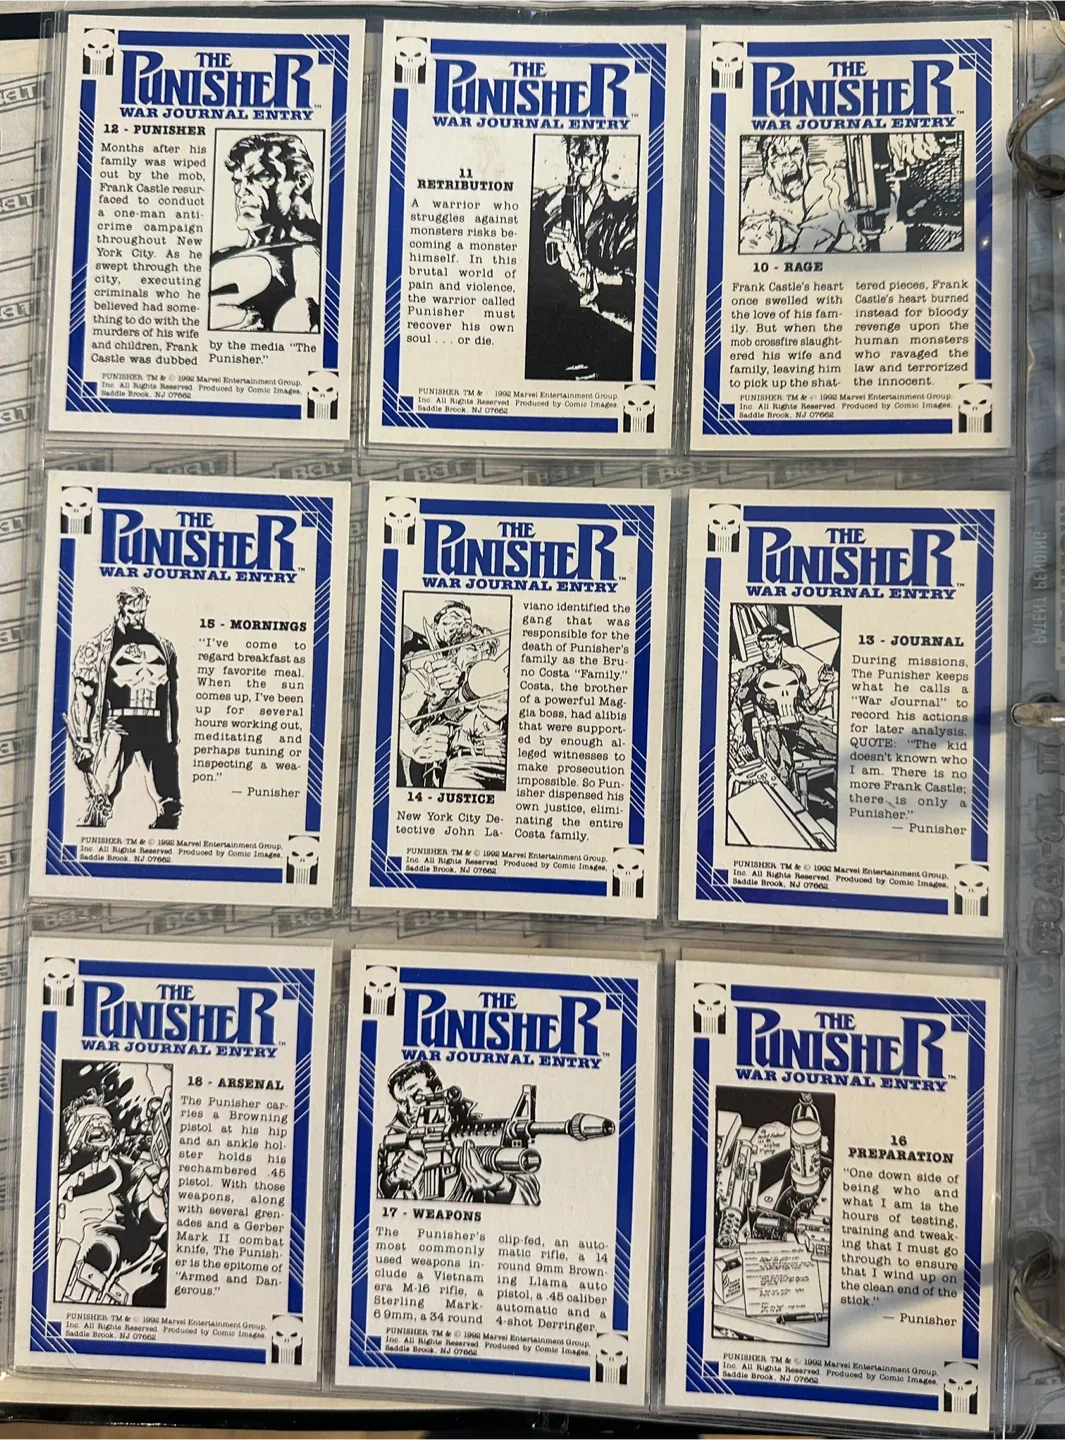 THE
PUNISHER™
WAR JOURNAL ENTRY
12 - PUNISHER
Months after his
family was wiped
out by the mob,
Frank Castle resur-
faced to conduct
a one-man anti-
crime campaign
throughout New
York City. As he
swept through the
city, executing
criminals who he
believed had some-
thing to do with the
murders of his wife
and children, Frank
Castle was dubbed
by the media "The
Punisher."
PUNISHER TM & © 1992 Marvel Entertainment Group,
Inc. All Rights Reserved. Produced by Comic Images,
Saddle Brook, NJ 07662
THE
PUNISHER™
WAR JOURNAL ENTRY
11
RETRIBUTION
A warrior who
struggles against
monsters risks be-
coming a monster
himself. In this
brutal world of
pain and violence,
the warrior called
Punisher must
recover his own
soul . . . or die.
PUNISHER TM & © 1992 Marvel Entertainment Group,
Inc. All Rights Reserved. Produced by Comic Images,
Saddle Brook, NJ 07662
THE
PUNISHER™
WAR JOURNAL ENTRY
10 - RAGE
Frank Castle's heart
once swelled with
the love of his fam-
ily. But when the
mob crossfire slaught-
ered his wife and
family, leaving him
to pick up the shat-
tered pieces, Frank
Castle's heart burned
instead for bloody
revenge upon the
human monsters
who ravaged the
law and terrorized
the innocent.
PUNISHER TM & © 1992 Marvel Entertainment Group,
Inc. All Rights Reserved. Produced by Comic Images,
Saddle Brook, NJ 07662
THE
PUNISHER
WAR JOURNAL ENTRY™
15 - MORNINGS
"I've come to
regard breakfast as
my favorite meal.
When the sun
comes up, I've been
up for several
hours working out,
meditating and
perhaps tuning or
inspecting a wea-
pon."
— Punisher
PUNISHER TM & © 1992 Marvel Entertainment Group,
Inc. All Rights Reserved. Produced by Comic Images,
Saddle Brook, NJ 07662
THE
PUNISHER
WAR JOURNAL ENTRY™
14 - JUSTICE
New York City De-
tective John La-
viano identified the
gang that was
responsible for the
death of Punisher's
family as the Bru-
no Costa "Family."
Costa, the brother
of a powerful Mag-
gia boss, had alibis
that were support-
ed by enough al-
leged witnesses to
make prosecution
impossible. So Pun-
isher dispensed his
own justice, elimi-
nating the entire
Costa family.
PUNISHER TM & © 1992 Marvel Entertainment Group,
Inc. All Rights Reserved. Produced by Comic Images,
Saddle Brook, NJ 07662
THE
PUNISHER
WAR JOURNAL ENTRY™
13 - JOURNAL
During missions,
The Punisher keeps
what he calls a
"War Journal" to
record his actions
for later analysis.
QUOTE: "The kid
doesn't known who
I am. There is no
more Frank Castle;
there is only a
Punisher."
— Punisher
PUNISHER TM & © 1992 Marvel Entertainment Group,
Inc. All Rights Reserved. Produced by Comic Images,
Saddle Brook, NJ 07662
THE
PUNISHER
WAR JOURNAL ENTRY™
18 - ARSENAL
The Punisher car-
ries a Browning
pistol at his hip
and an ankle hol-
ster holds his
rechambered .45
pistol. With those
weapons, along
with several gren-
ades and a Gerber
Mark II combat
knife, The Punish-
er is the epitome of
"Armed and Dan-
gerous."
PUNISHER TM & © 1992 Marvel Entertainment Group,
Inc. All Rights Reserved. Produced by Comic Images,
Saddle Brook, NJ 07662
THE
PUNISHER
WAR JOURNAL ENTRY™
17 - WEAPONS
The Punisher's
most commonly
used weapons in-
clude a Vietnam
era M-16 rifle, a
Sterling Mark-
6 9mm, a 34 round
clip-fed, an auto-
matic rifle, a 14
round 9mm Brown-
ing Llama auto
pistol, a .45 caliber
automatic and a
4-shot Derringer.
PUNISHER TM & © 1992 Marvel Entertainment Group,
Inc. All Rights Reserved. Produced by Comic Images,
Saddle Brook, NJ 07662
THE
PUNISHER
WAR JOURNAL ENTRY™
16
PREPARATION
"One down side of
being who and
what I am is the
hours of testing,
training and tweak-
ing that I must go
through to ensure
that I wind up on
the clean end of the
stick."
— Punisher
PUNISHER TM & © 1992 Marvel Entertainment Group,
Inc. All Rights Reserved. Produced by Comic Images,
Saddle Brook, NJ 07662